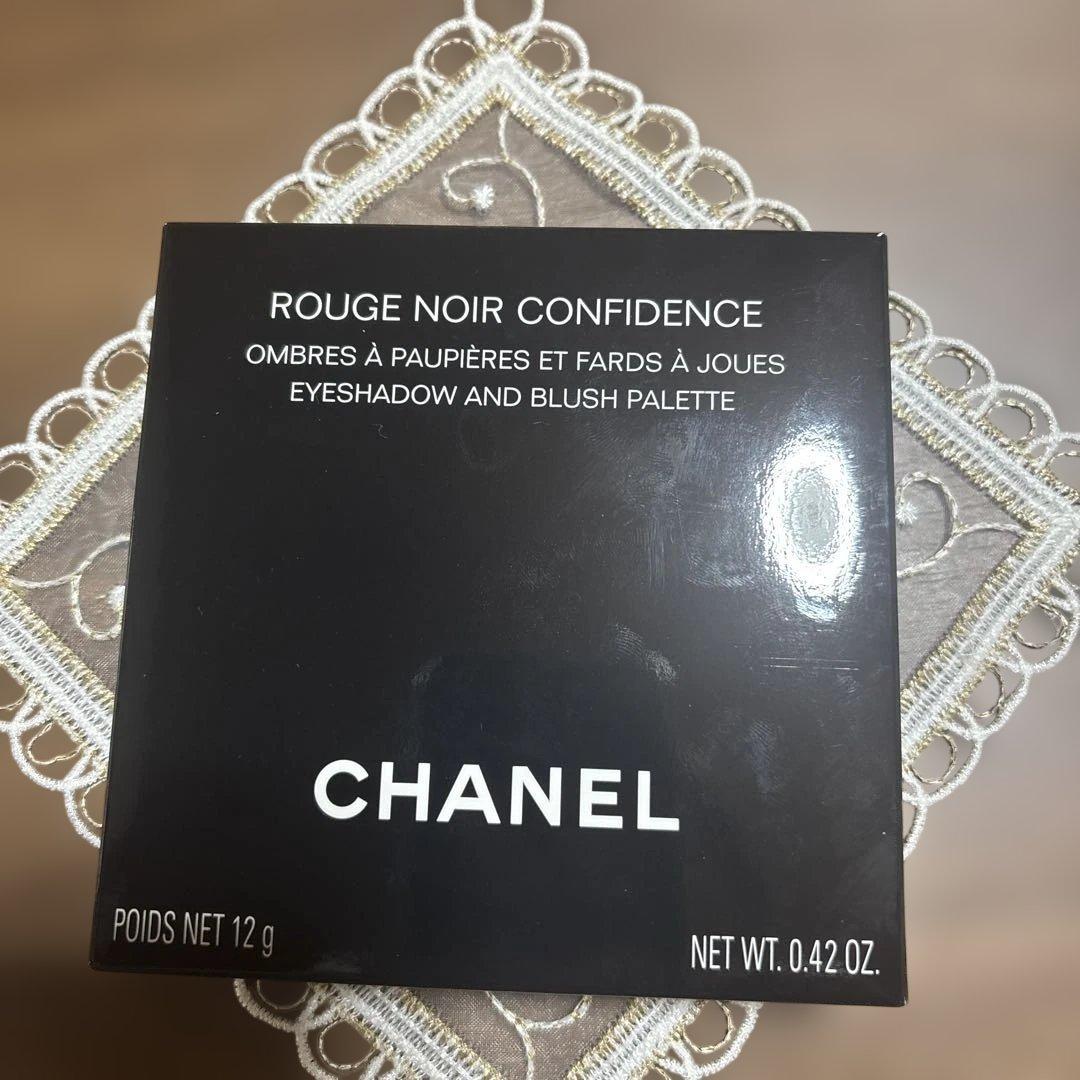 ROUGE NOIR CONFIDENCE
OMBRES À PAUPIÈRES ET FARDS À JOUES
EYESHADOW AND BLUSH PALETTE
CHANEL
POIDS NET 12 g
NET WT. 0.42 OZ.